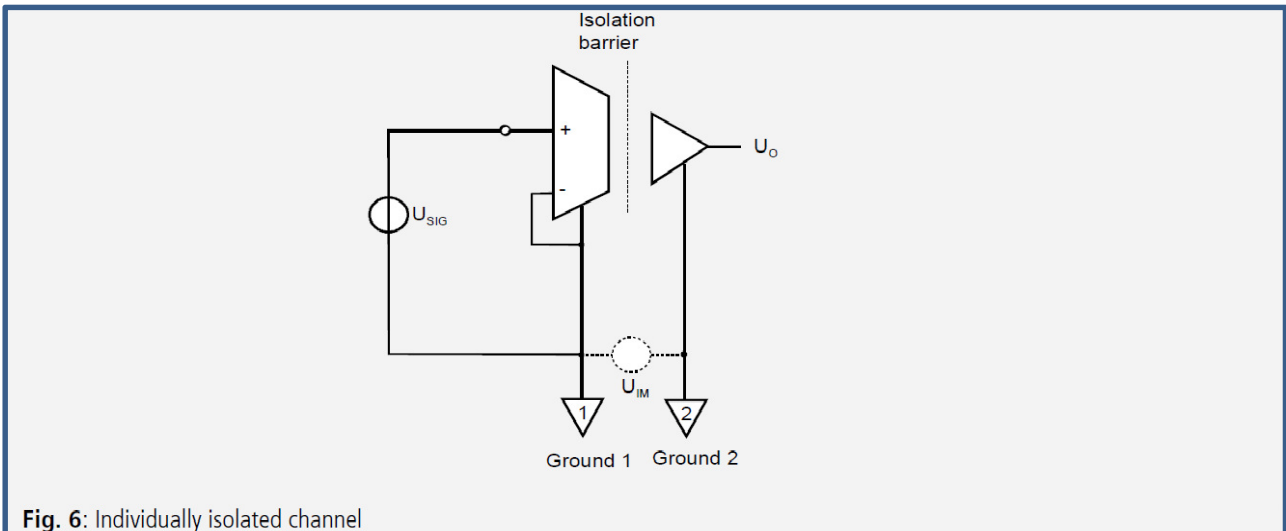 Isolation
barrier
+
-
U_O
U_SIG
U_IM
1
2
Ground 1
Ground 2
Fig. 6: Individually isolated channel